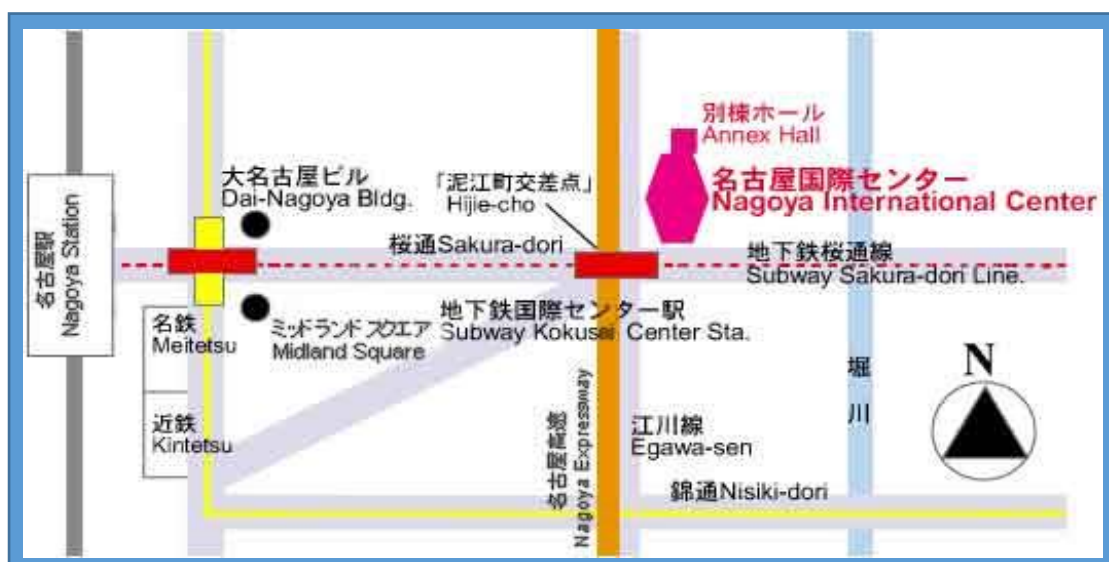 別棟ホール
Annex Hall
大名古屋ビル
Dai-Nagoya Bldg.
「泥江町交差点」
Hijie-cho
名古屋国際センター
Nagoya International Center
名古屋駅
Nagoya Station
桜通Sakura-dori
地下鉄桜通線
Subway Sakura-dori Line.
名鉄
Meitetsu
ミッドランドスクエア
Midland Square
地下鉄国際センター駅
Subway Kokusai Center Sta.
堀川
N
近鉄
Kintetsu
名古屋高速
Nagoya Expressway
江川線
Egawa-sen
錦通Nisiki-dori